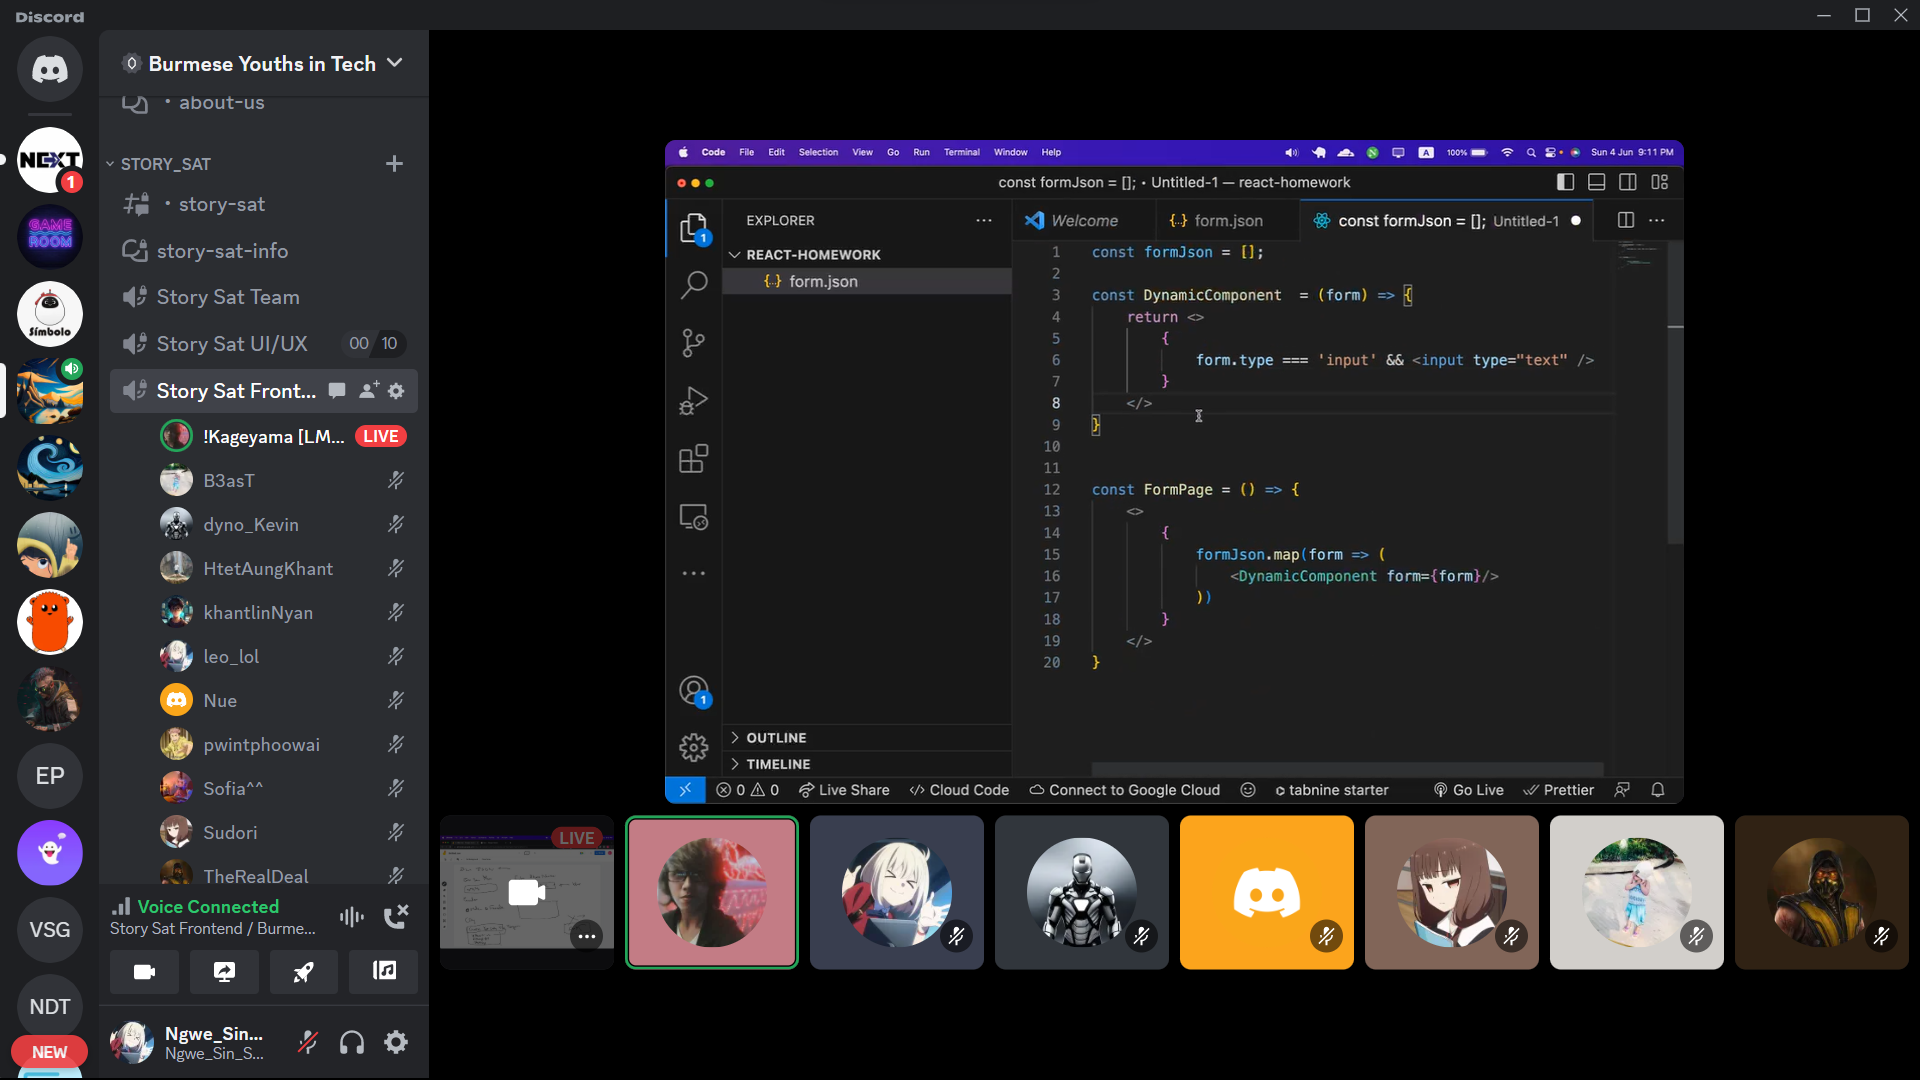 Discord
Burmese Youths in Tech
about-us
STORY_SAT
story-sat
story-sat-info
Story Sat Team
Story Sat UI/UX 00 10
Story Sat Front...
!Kageyama [LM... LIVE
B3asT
dyno_Kevin
HtetAungKhant
khantlinNyan
leo_lol
Nue
pwintphoowai
Sofia^^
Sudori
TheRealDeal
Voice Connected
Story Sat Frontend / Burme...
Ngwe_Sin...
Ngwe_Sin_S...
NEXT
1
GAME ROOM
Símbolo
EP
VSG
NDT
NEW
Code File Edit Selection View Go Run Terminal Window Help A 100% Sun 4 Jun 9:11 PM
const formJson = []; • Untitled-1 — react-homework
1
EXPLORER
REACT-HOMEWORK
{..} form.json
OUTLINE
TIMELINE
1
Welcome {..} form.json const formJson = []; Untitled-1
1 const formJson = [];
2
3 const DynamicComponent  = (form) => {
4 return <>
5 {
6 form.type === 'input' && <input type="text" />
7 }
8 </>
9 }
10
11
12 const FormPage = () => {
13 <>
14 {
15 formJson.map(form => (
16 <DynamicComponent form={form}/>
17 ))
18 }
19 </>
20 }
0 0 Live Share Cloud Code Connect to Google Cloud tabnine starter Go Live Prettier
LIVE